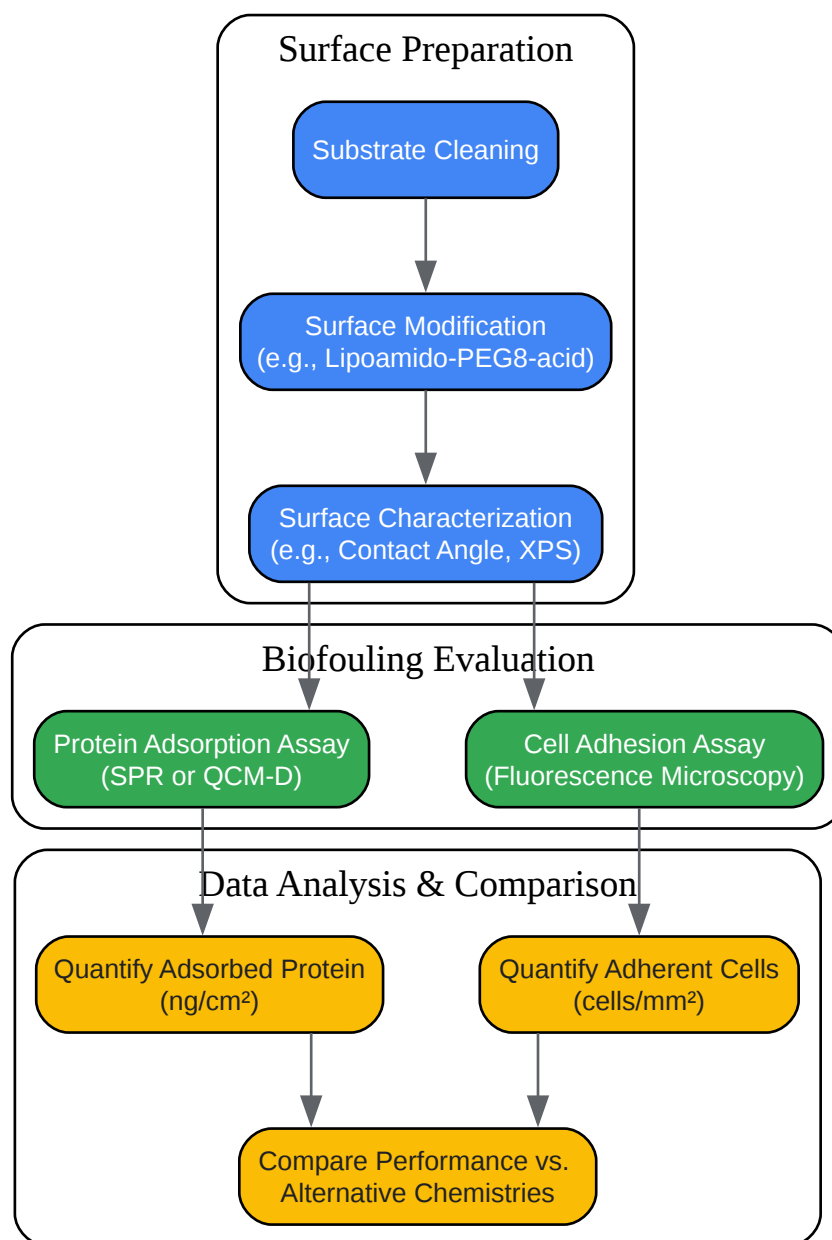 Surface Preparation
Substrate Cleaning
Surface Modification
(e.g., Lipoamido-PEG8-acid)
Surface Characterization
(e.g., Contact Angle, XPS)
Biofouling Evaluation
Protein Adsorption Assay
(SPR or QCM-D)
Cell Adhesion Assay
(Fluorescence Microscopy)
Data Analysis & Comparison
Quantify Adsorbed Protein
(ng/cm²)
Quantify Adherent Cells
(cells/mm²)
Compare Performance vs.
Alternative Chemistries